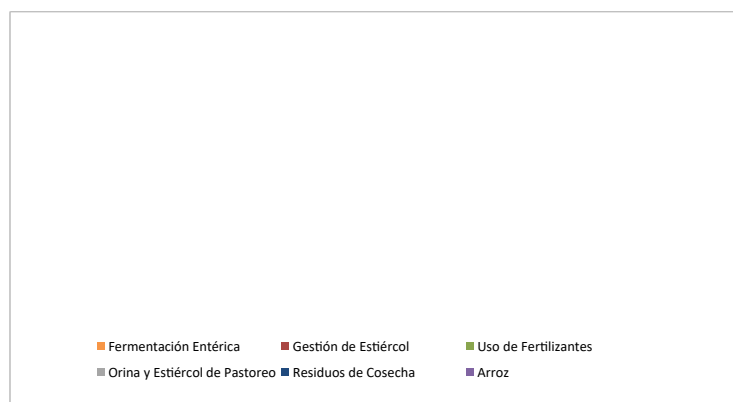 Fermentación Entérica Gestión de Estiércol Uso de Fertilizantes
Orina y Estiércol de Pastoreo Residuos de Cosecha Arroz